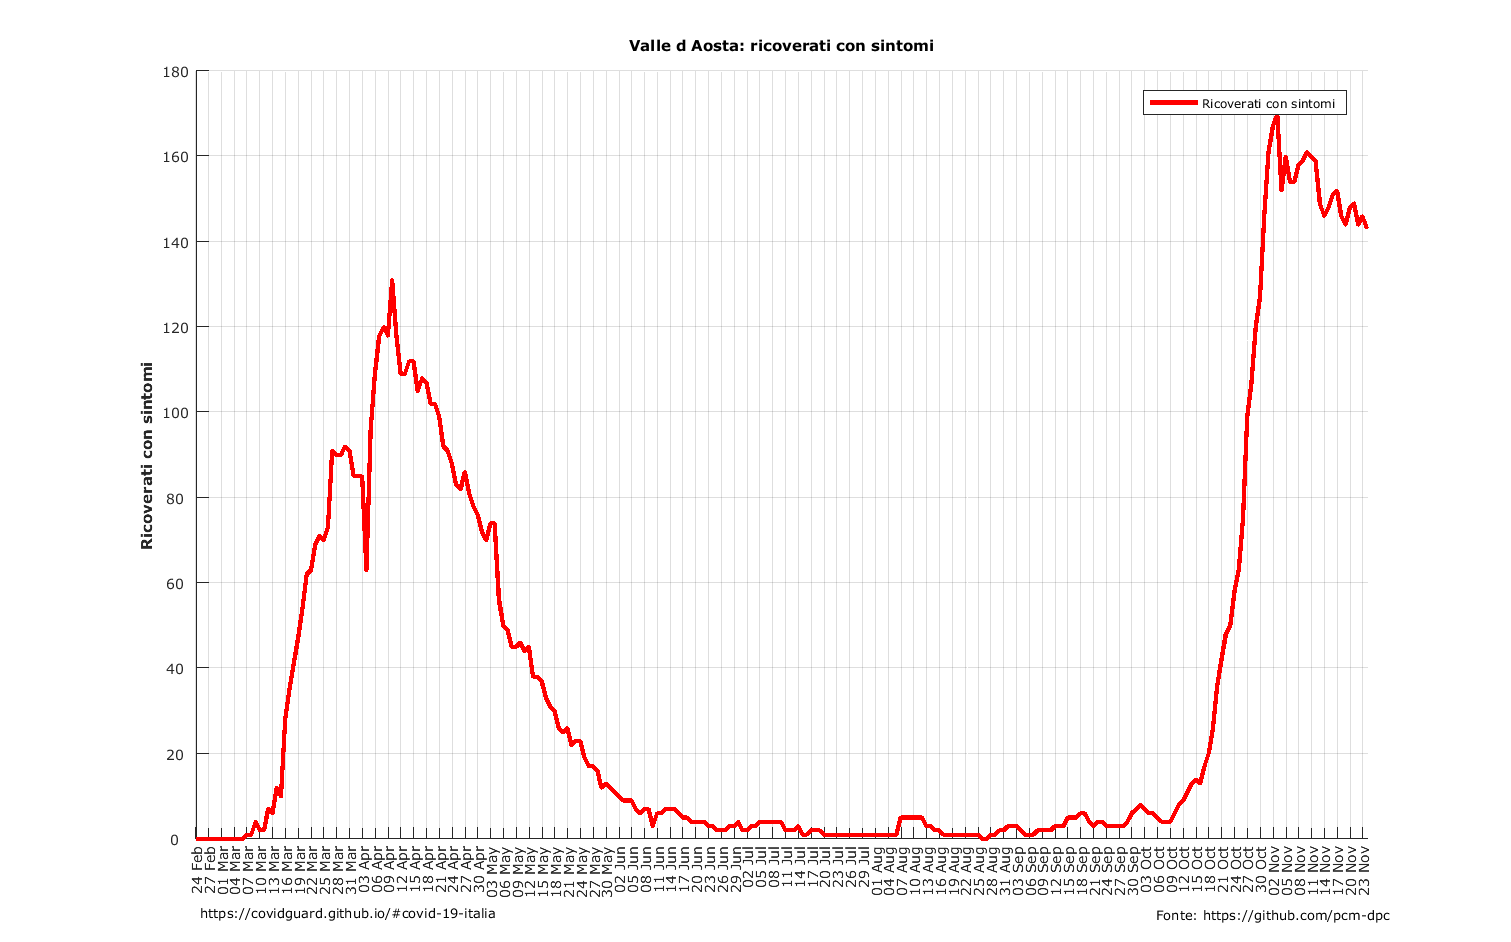 Valle d Aosta: ricoverati con sintomi
Ricoverati con sintomi
Ricoverati con sintomi
180
160
140
120
100
80
60
40
20
0
24 Feb
27 Feb
01 Mar
04 Mar
07 Mar
10 Mar
13 Mar
16 Mar
19 Mar
22 Mar
25 Mar
28 Mar
31 Mar
03 Apr
06 Apr
09 Apr
12 Apr
15 Apr
18 Apr
21 Apr
24 Apr
27 Apr
30 Apr
03 May
06 May
09 May
12 May
15 May
18 May
21 May
24 May
27 May
30 May
02 Jun
05 Jun
08 Jun
11 Jun
14 Jun
17 Jun
20 Jun
23 Jun
26 Jun
29 Jun
02 Jul
05 Jul
08 Jul
11 Jul
14 Jul
17 Jul
20 Jul
23 Jul
26 Jul
29 Jul
01 Aug
04 Aug
07 Aug
10 Aug
13 Aug
16 Aug
19 Aug
22 Aug
25 Aug
28 Aug
31 Aug
03 Sep
06 Sep
09 Sep
12 Sep
15 Sep
18 Sep
21 Sep
24 Sep
27 Sep
30 Sep
03 Oct
06 Oct
09 Oct
12 Oct
15 Oct
18 Oct
21 Oct
24 Oct
27 Oct
30 Oct
02 Nov
05 Nov
08 Nov
11 Nov
14 Nov
17 Nov
20 Nov
23 Nov
https://covidguard.github.io/#covid-19-italia
Fonte: https://github.com/pcm-dpc